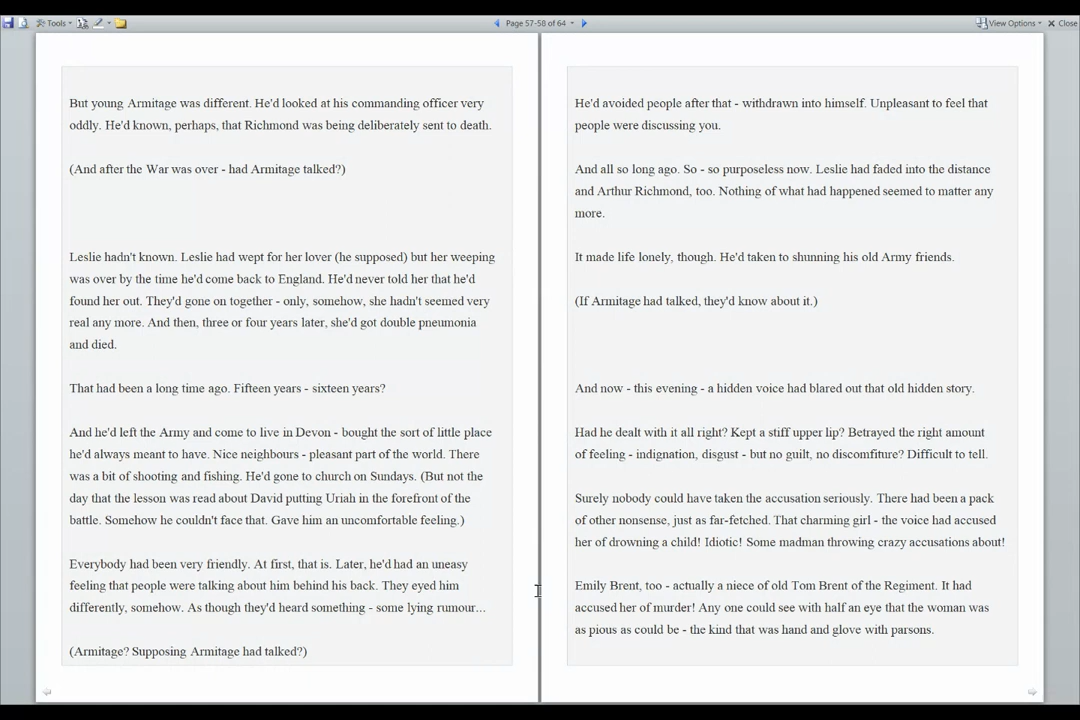 Tools
Page 57-58 of 64
View Options
Close
But young Armitage was different. He'd looked at his commanding officer very
oddly. He'd known, perhaps, that Richmond was being deliberately sent to death.
(And after the War was over - had Armitage talked?)
Leslie hadn't known. Leslie had wept for her lover (he supposed) but her weeping
was over by the time he'd come back to England. He'd never told her that he'd
found her out. They'd gone on together - only, somehow, she hadn't seemed very
real any more. And then, three or four years later, she'd got double pneumonia
and died.
That had been a long time ago. Fifteen years - sixteen years?
And he'd left the Army and come to live in Devon - bought the sort of little place
he'd always meant to have. Nice neighbours - pleasant part of the world. There
was a bit of shooting and fishing. He'd gone to church on Sundays. (But not the
day that the lesson was read about David putting Uriah in the forefront of the
battle. Somehow he couldn't face that. Gave him an uncomfortable feeling.)
Everybody had been very friendly. At first, that is. Later, he'd had an uneasy
feeling that people were talking about him behind his back. They eyed him
differently, somehow. As though they'd heard something - some lying rumour...
(Armitage? Supposing Armitage had talked?)
He'd avoided people after that - withdrawn into himself. Unpleasant to feel that
people were discussing you.
And all so long ago. So - so purposeless now. Leslie had faded into the distance
and Arthur Richmond, too. Nothing of what had happened seemed to matter any
more.
It made life lonely, though. He'd taken to shunning his old Army friends.
(If Armitage had talked, they'd know about it.)
And now - this evening - a hidden voice had blared out that old hidden story.
Had he dealt with it all right? Kept a stiff upper lip? Betrayed the right amount
of feeling - indignation, disgust - but no guilt, no discomfiture? Difficult to tell.
Surely nobody could have taken the accusation seriously. There had been a pack
of other nonsense, just as far-fetched. That charming girl - the voice had accused
her of drowning a child! Idiotic! Some madman throwing crazy accusations about!
Emily Brent, too - actually a niece of old Tom Brent of the Regiment. It had
accused her of murder! Any one could see with half an eye that the woman was
as pious as could be - the kind that was hand and glove with parsons.